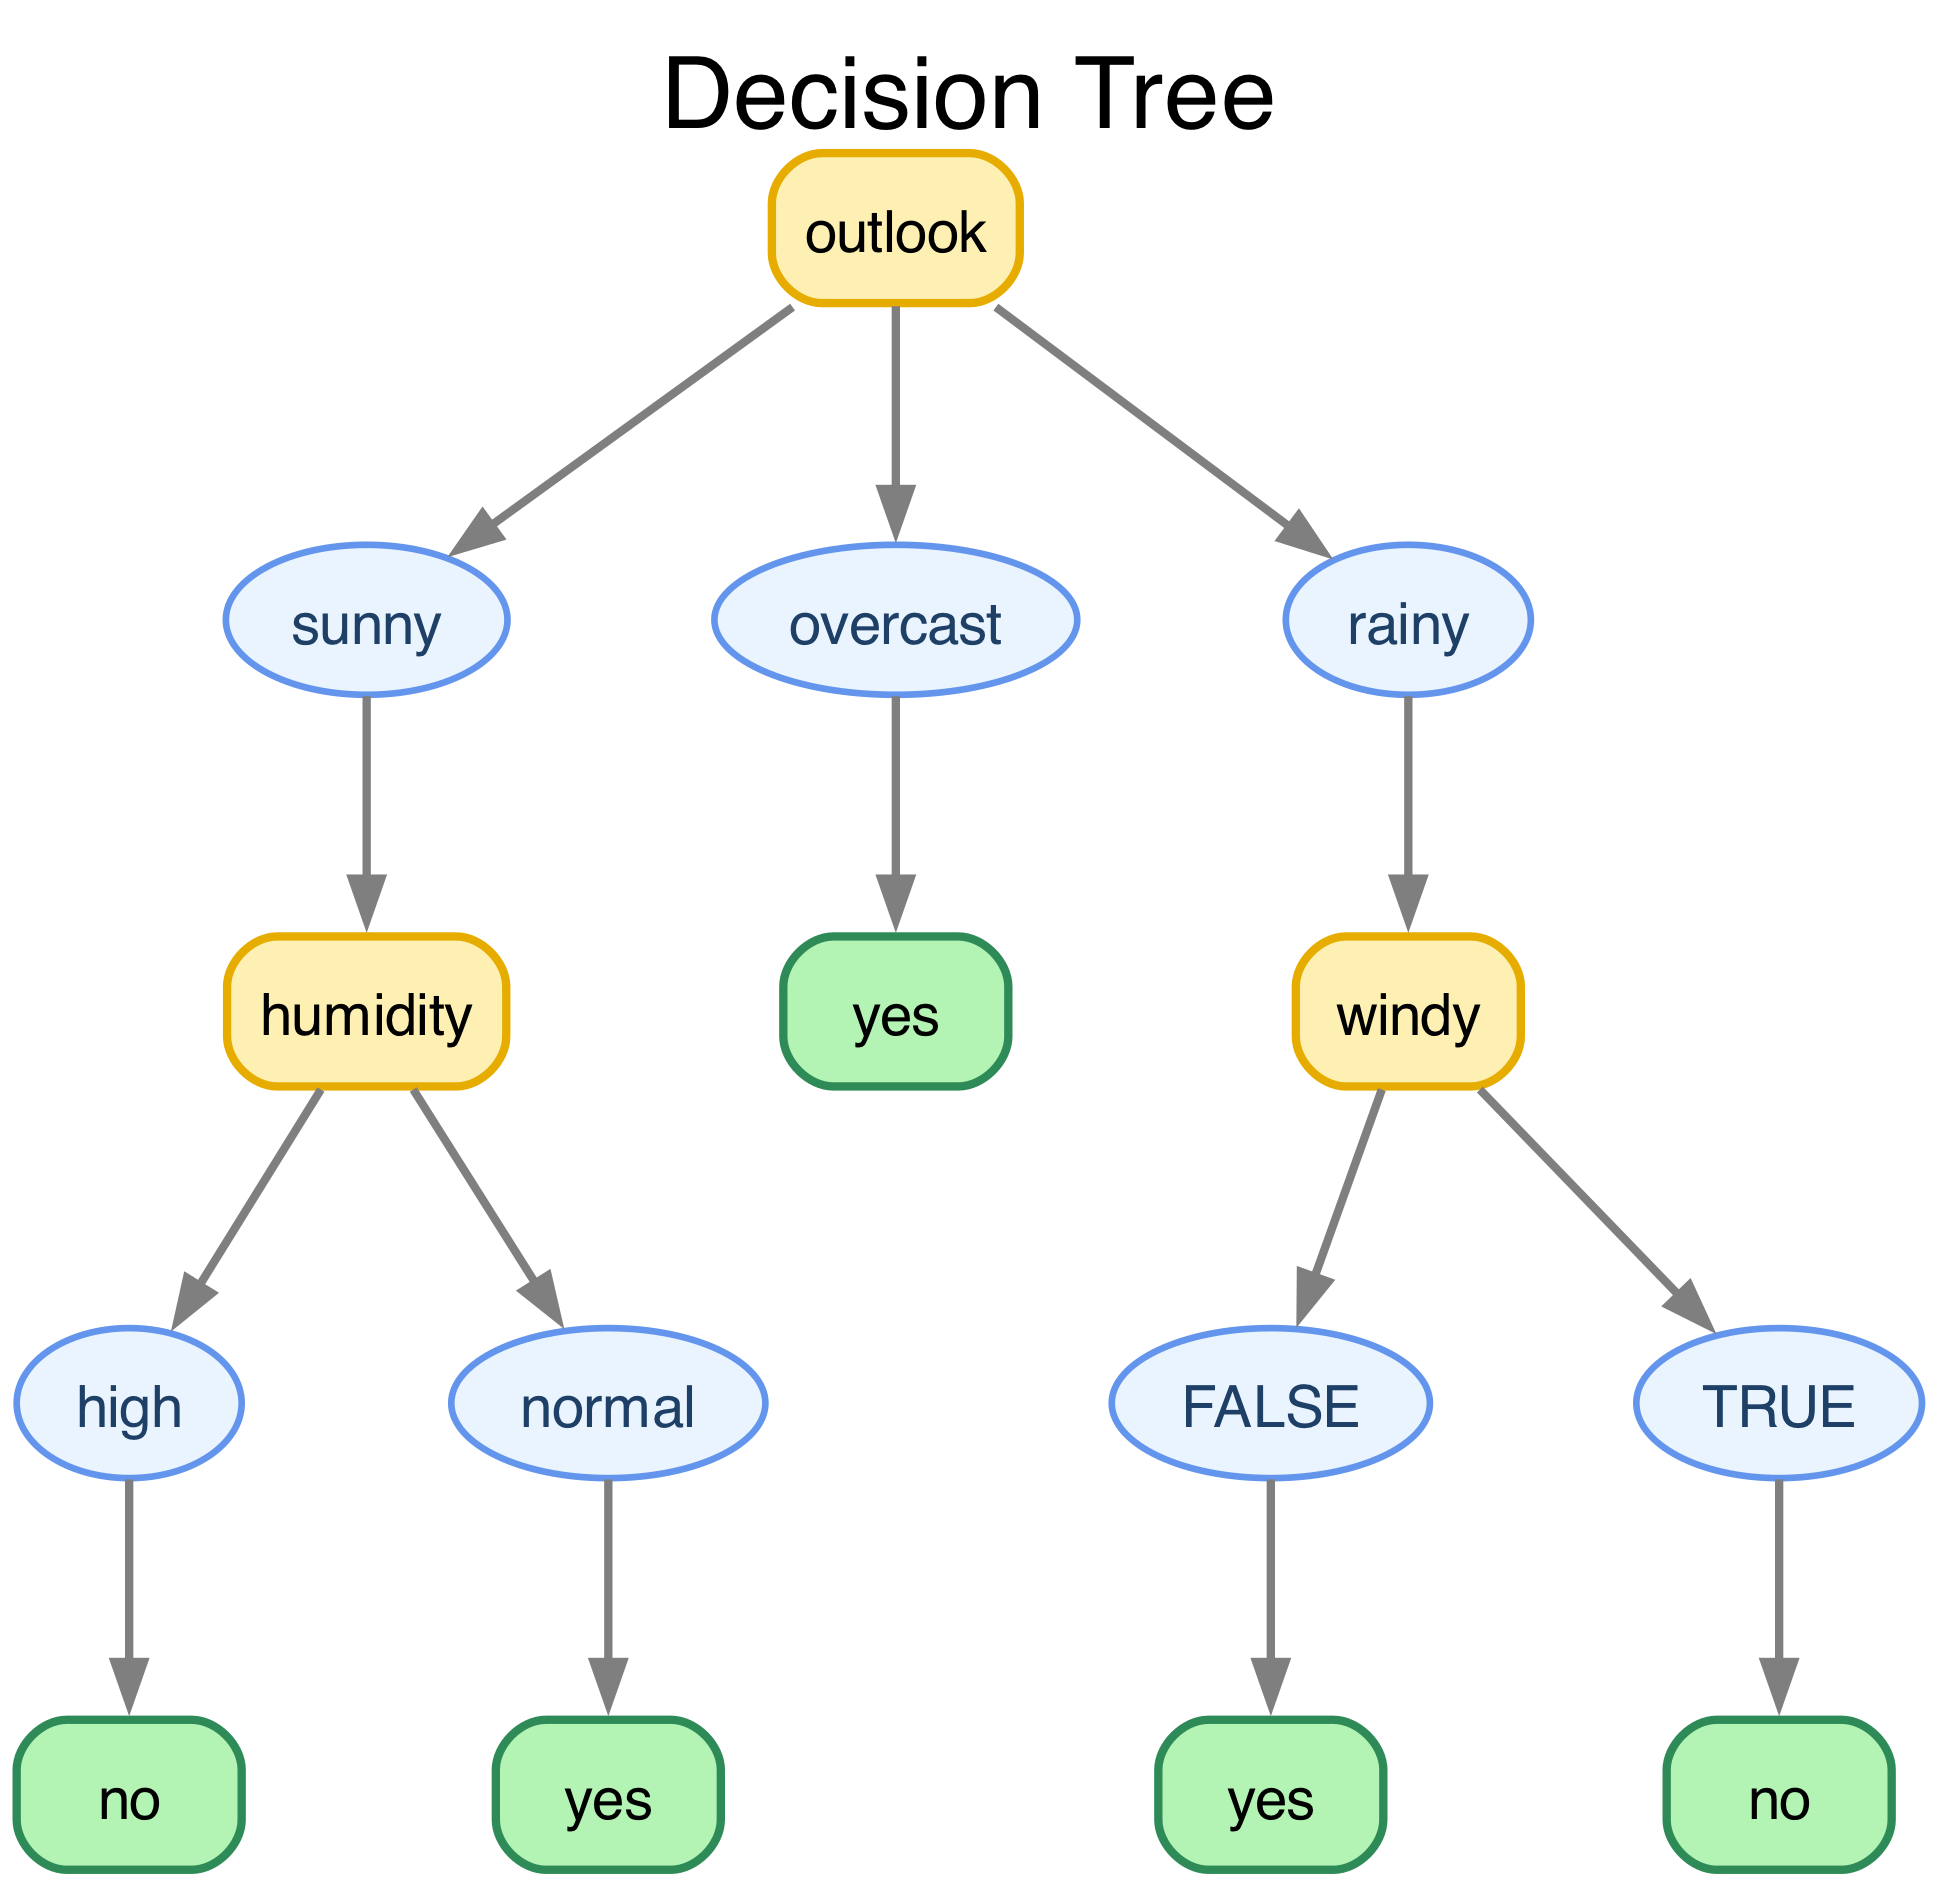 Decision Tree
outlook
sunny overcast rainy
humidity yes windy
high normal FALSE TRUE
no yes yes no